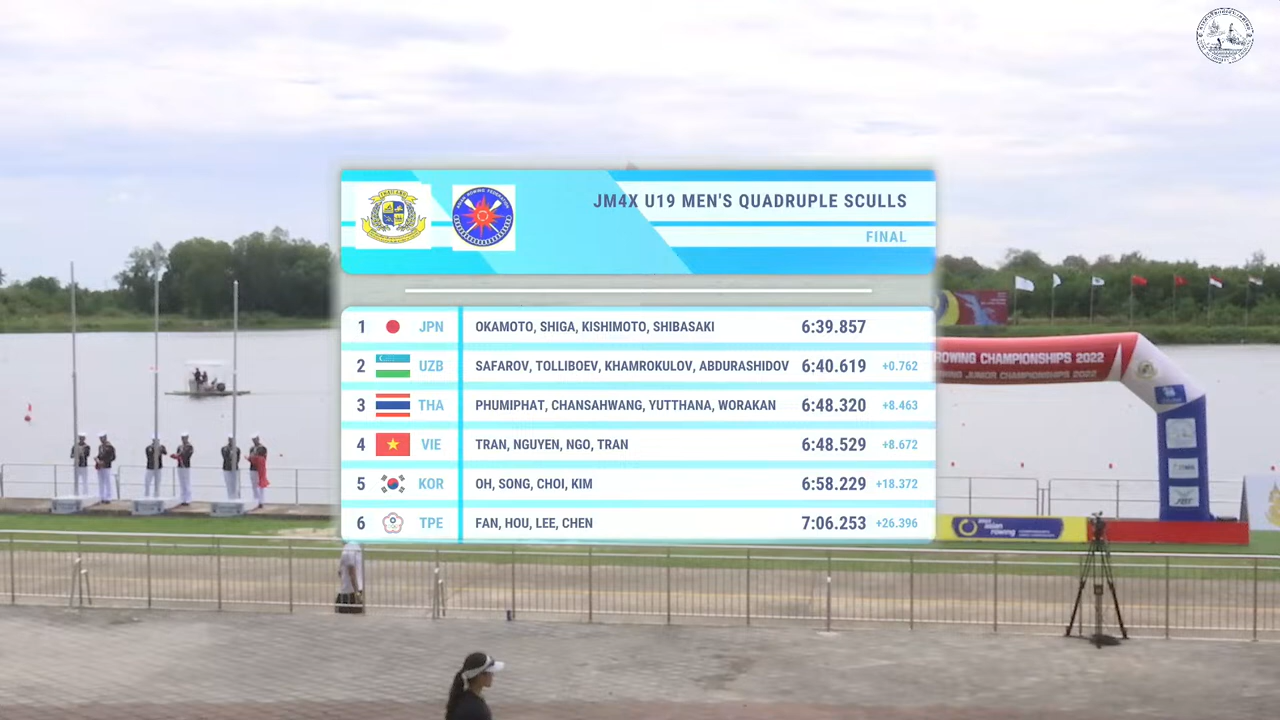 JM4X U19 MEN'S QUADRUPLE SCULLS
FINAL
THAILAND
1 JPN OKAMOTO, SHIGA, KISHIMOTO, SHIBASAKI 6:39.857
2 UZB SAFAROV, TOLLIBOEV, KHAMROKULOV, ABDURASHIDOV 6:40.619 +0.762
3 THA PHUMIPHAT, CHANSAHWANG, YUTTHANA, WORAKAN 6:48.320 +8.463
4 VIE TRAN, NGUYEN, NGO, TRAN 6:48.529 +8.672
5 KOR OH, SONG, CHOI, KIM 6:58.229 +18.372
6 TPE FAN, HOU, LEE, CHEN 7:06.253 +26.396
ROWING CHAMPIONSHIPS 2022
JUNIOR CHAMPIONSHIPS 2022
asian
rowing